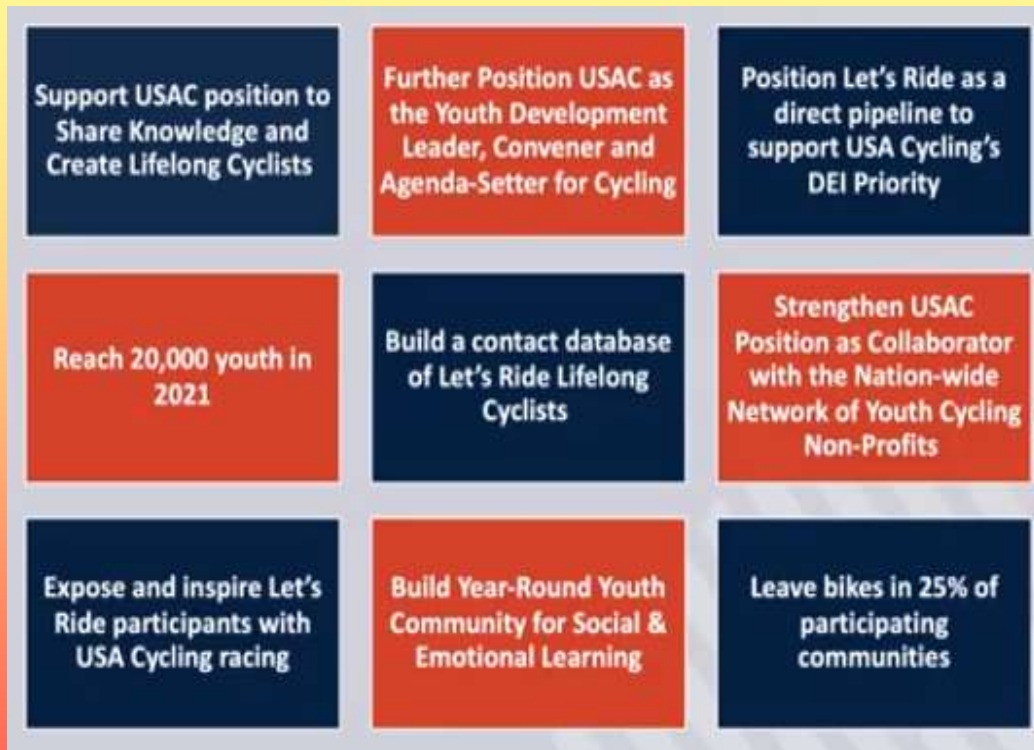 Support USAC position to
Share Knowledge and
Create Lifelong Cyclists
Further Position USAC as
the Youth Development
Leader, Convener and
Agenda-Setter for Cycling
Position Let's Ride as a
direct pipeline to
support USA Cycling's
DEI Priority
Reach 20,000 youth in
2021
Build a contact database
of Let's Ride Lifelong
Cyclists
Strengthen USAC
Position as Collaborator
with the Nation-wide
Network of Youth Cycling
Non-Profits
Expose and inspire Let's
Ride participants with
USA Cycling racing
Build Year-Round Youth
Community for Social &
Emotional Learning
Leave bikes in 25% of
participating
communities